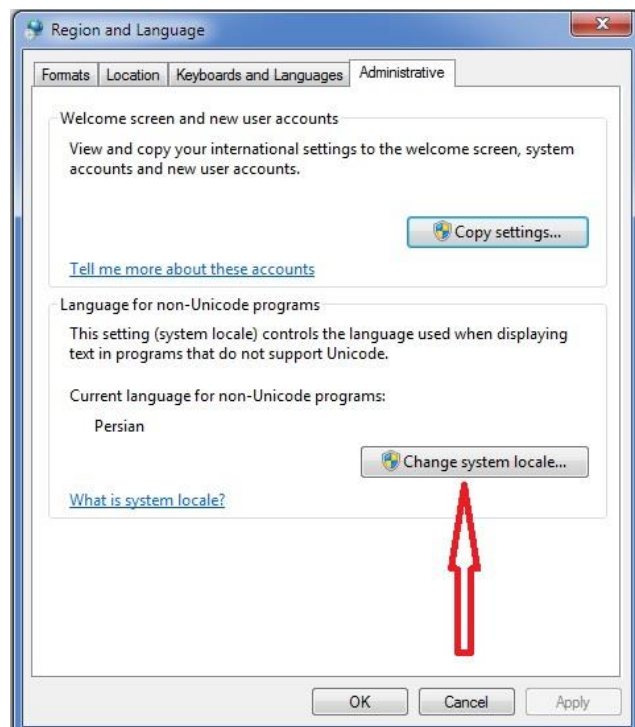 Region and Language
Formats Location Keyboards and Languages Administrative
Welcome screen and new user accounts
View and copy your international settings to the welcome screen, system
accounts and new user accounts.
Copy settings...
Tell me more about these accounts
Language for non-Unicode programs
This setting (system locale) controls the language used when displaying
text in programs that do not support Unicode.
Current language for non-Unicode programs:
Persian
Change system locale...
What is system locale?
OK Cancel Apply